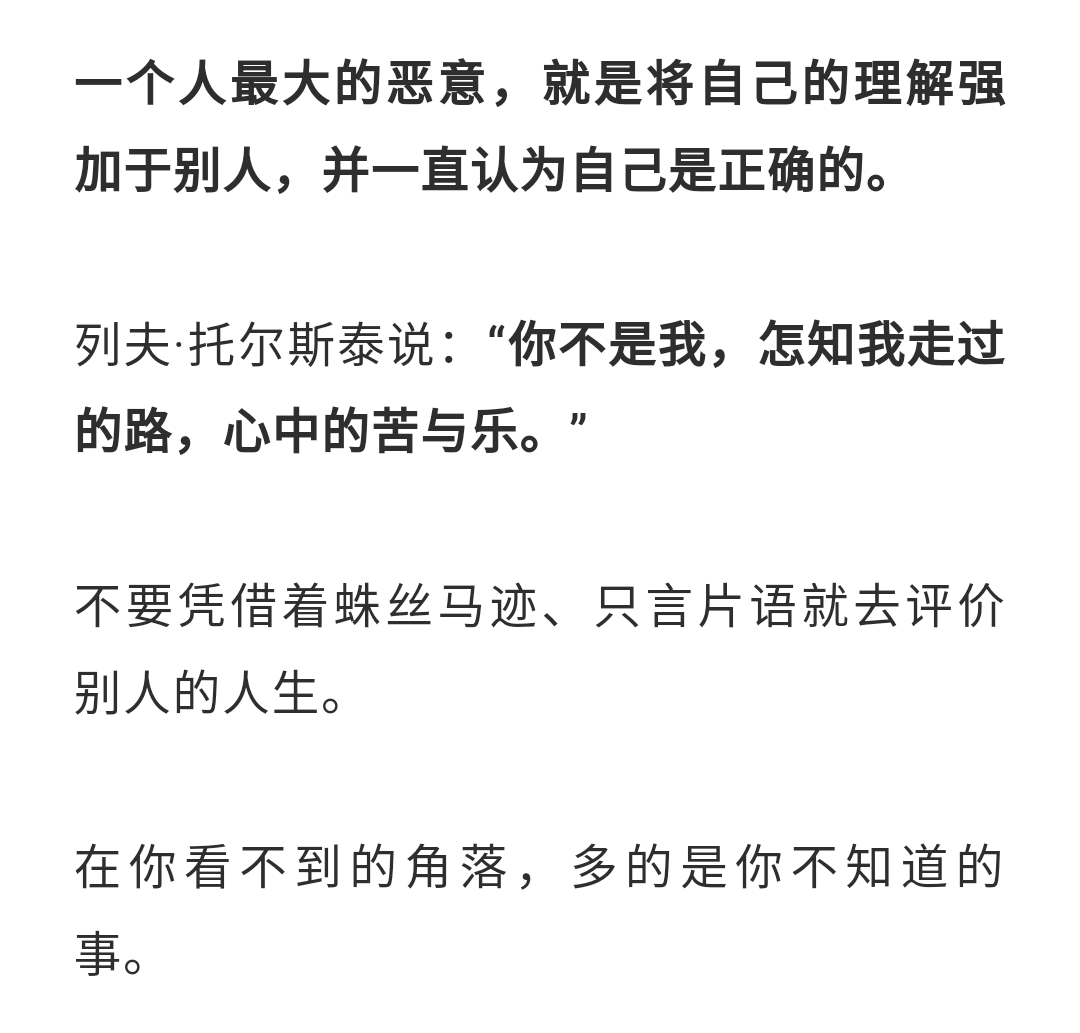 一个人最大的恶意，就是将自己的理解强
加于别人，并一直认为自己是正确的。
列夫·托尔斯泰说：“你不是我，怎知我走过
的路，心中的苦与乐。”
不要凭借着蛛丝马迹、只言片语就去评价
别人的人生。
在你看不到的角落，多的是你不知道的
事。